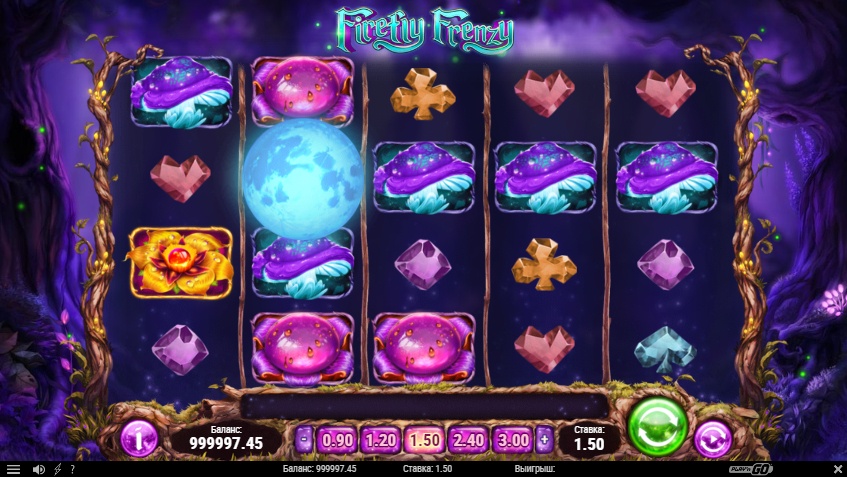 Firefly Frenzy
Баланс:
999997.45
- 0.90 1.20 1.50 2.40 3.00 +
Ставка:
1.50
? Баланс: 999997.45 Ставка: 1.50 Выигрыш: PLAY'N GO